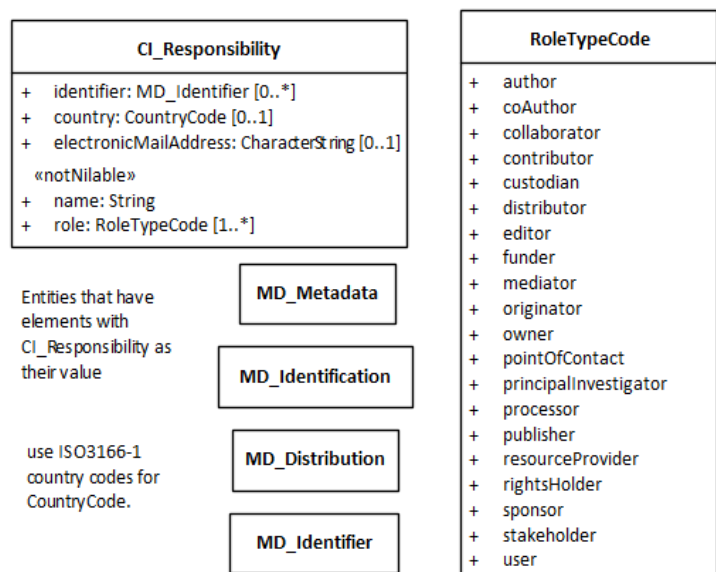 CI_Responsibility
+ identifier: MD_Identifier [0..*]
+ country: CountryCode [0..1]
+ electronicMailAddress: CharacterString [0..1]
«notNilable»
+ name: String
+ role: RoleTypeCode [1..*]
Entities that have
elements with
CI_Responsibility as
their value
use ISO3166-1
country codes for
CountryCode.
MD_Metadata
MD_Identification
MD_Distribution
MD_Identifier
RoleTypeCode
+ author
+ coAuthor
+ collaborator
+ contributor
+ custodian
+ distributor
+ editor
+ funder
+ mediator
+ originator
+ owner
+ pointOfContact
+ principalInvestigator
+ processor
+ publisher
+ resourceProvider
+ rightsHolder
+ sponsor
+ stakeholder
+ user